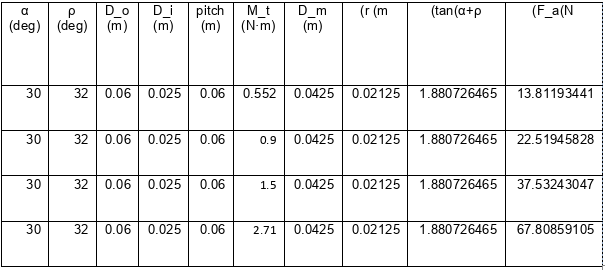 α (deg) ρ (deg) D_o (m) D_i (m) pitch (m) M_t (N·m) D_m (m) (r (m (tan(α+ρ (F_a(N
30 32 0.06 0.025 0.06 0.552 0.0425 0.02125 1.880726465 13.81193441
30 32 0.06 0.025 0.06 0.9 0.0425 0.02125 1.880726465 22.51945828
30 32 0.06 0.025 0.06 1.5 0.0425 0.02125 1.880726465 37.53243047
30 32 0.06 0.025 0.06 2.71 0.0425 0.02125 1.880726465 67.80859105